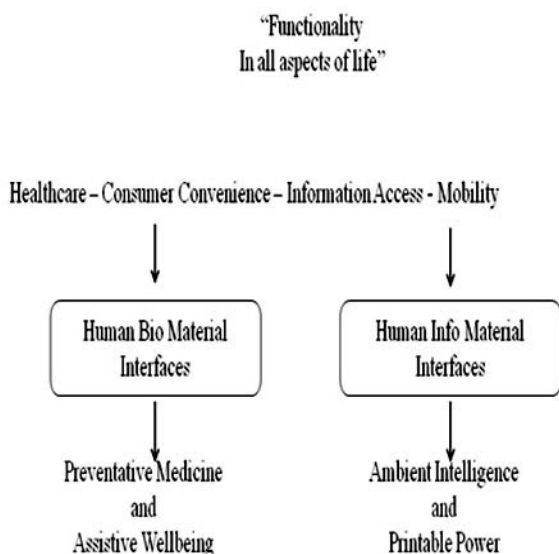 “Functionality
In all aspects of life”
Healthcare – Consumer Convenience – Information Access - Mobility
Human Bio Material
Interfaces
Human Info Material
Interfaces
Preventative Medicine
and
Assistive Wellbeing
Ambient Intelligence
and
Printable Power